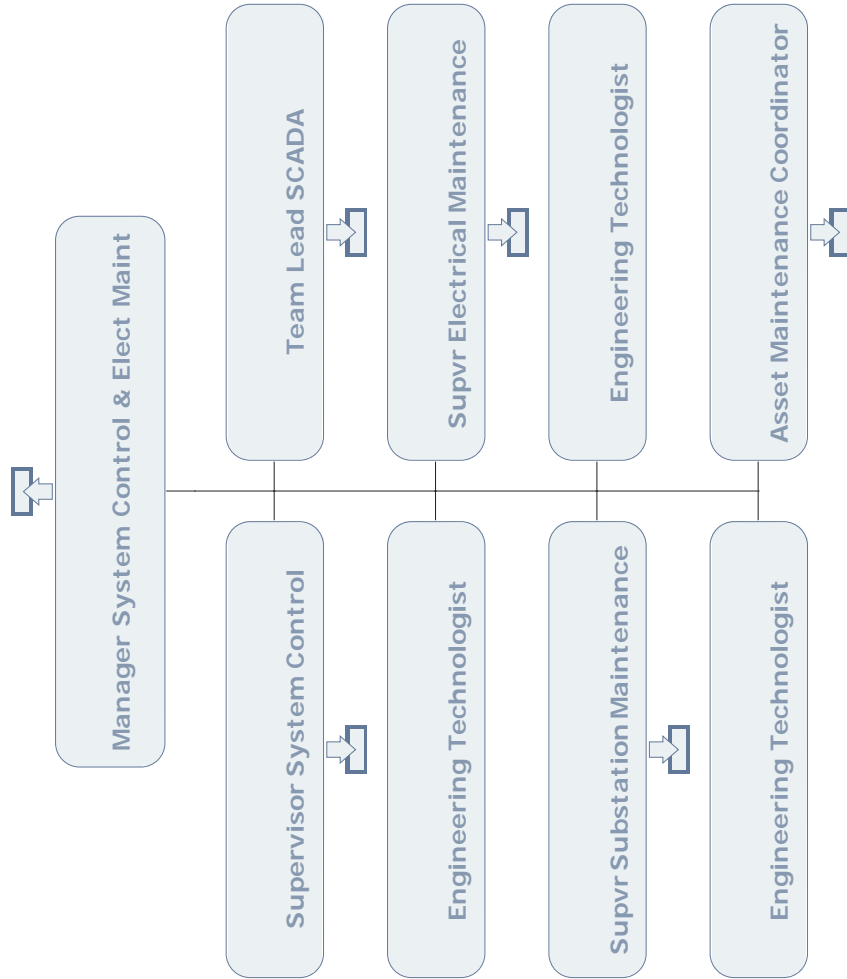 Manager System Control & Elect Maint
Supervisor System Control
Team Lead SCADA
Engineering Technologist
Supvr Electrical Maintenance
Supvr Substation Maintenance
Engineering Technologist
Engineering Technologist
Asset Maintenance Coordinator